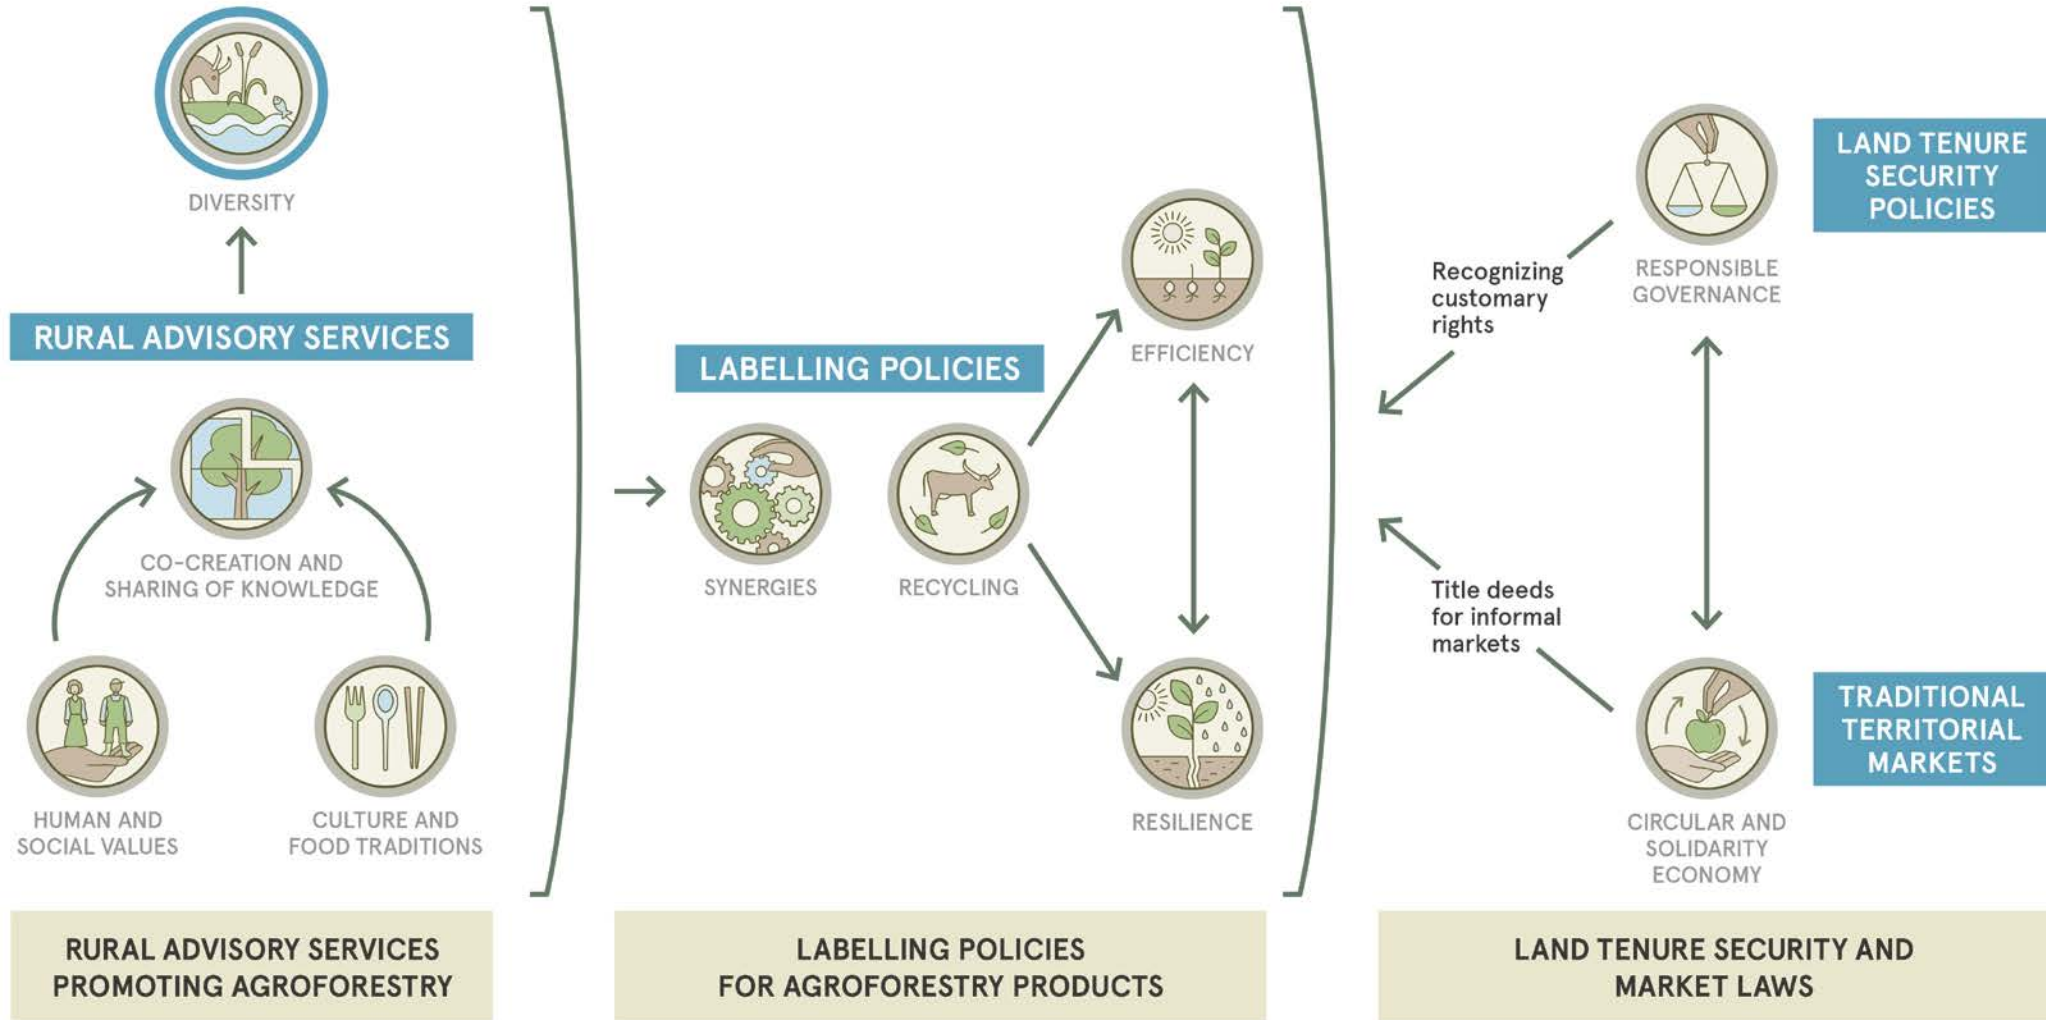 DIVERSITY
RURAL ADVISORY SERVICES
CO-CREATION AND
SHARING OF KNOWLEDGE
HUMAN AND
SOCIAL VALUES
CULTURE AND
FOOD TRADITIONS
RURAL ADVISORY SERVICES
PROMOTING AGROFORESTRY
LABELLING POLICIES
SYNERGIES
RECYCLING
EFFICIENCY
RESILIENCE
LABELLING POLICIES
FOR AGROFORESTRY PRODUCTS
Recognizing
customary
rights
RESPONSIBLE
GOVERNANCE
LAND TENURE
SECURITY
POLICIES
Title deeds
for informal
markets
CIRCULAR AND
SOLIDARITY
ECONOMY
TRADITIONAL
TERRITORIAL
MARKETS
LAND TENURE SECURITY AND
MARKET LAWS